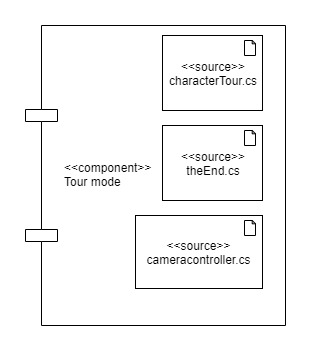 <<source>>
characterTour.cs
<<source>>
theEnd.cs
<<component>>
Tour mode
<<source>>
cameracontroller.cs